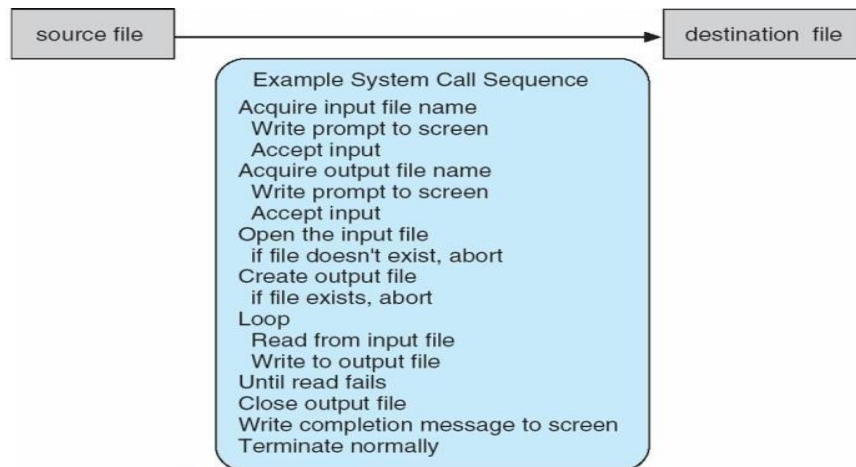 source file
destination file
Example System Call Sequence
Acquire input file name
Write prompt to screen
Accept input
Acquire output file name
Write prompt to screen
Accept input
Open the input file
if file doesn't exist, abort
Create output file
if file exists, abort
Loop
Read from input file
Write to output file
Until read fails
Close output file
Write completion message to screen
Terminate normally